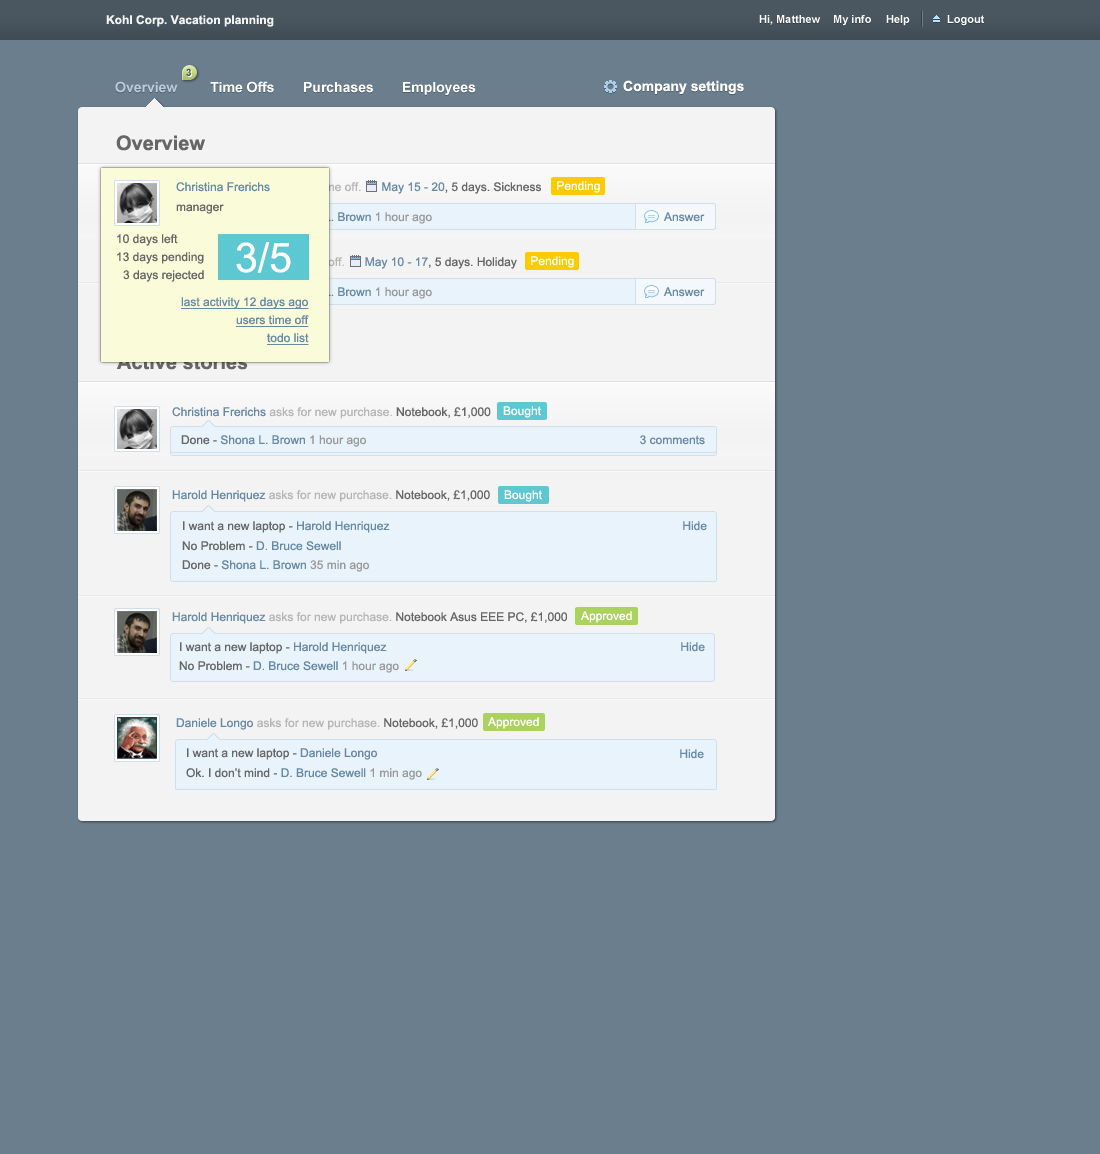 Kohl Corp. Vacation planning
Hi, Matthew My info Help Logout
3
Overview Time Offs Purchases Employees Company settings
Overview
Christina Frerichs
manager
10 days left
13 days pending
3 days rejected
3/5
last activity 12 days ago
users time off
todo list
off. May 15 - 20, 5 days. Sickness Pending
Brown 1 hour ago Answer
off. May 10 - 17, 5 days. Holiday Pending
Brown 1 hour ago Answer
Active stories
Christina Frerichs asks for new purchase. Notebook, £1,000 Bought
Done - Shona L. Brown 1 hour ago 3 comments
Harold Henriquez asks for new purchase. Notebook, £1,000 Bought
I want a new laptop - Harold Henriquez Hide
No Problem - D. Bruce Sewell
Done - Shona L. Brown 35 min ago
Harold Henriquez asks for new purchase. Notebook Asus EEE PC, £1,000 Approved
I want a new laptop - Harold Henriquez Hide
No Problem - D. Bruce Sewell 1 hour ago
Daniele Longo asks for new purchase. Notebook, £1,000 Approved
I want a new laptop - Daniele Longo Hide
Ok. I don't mind - D. Bruce Sewell 1 min ago